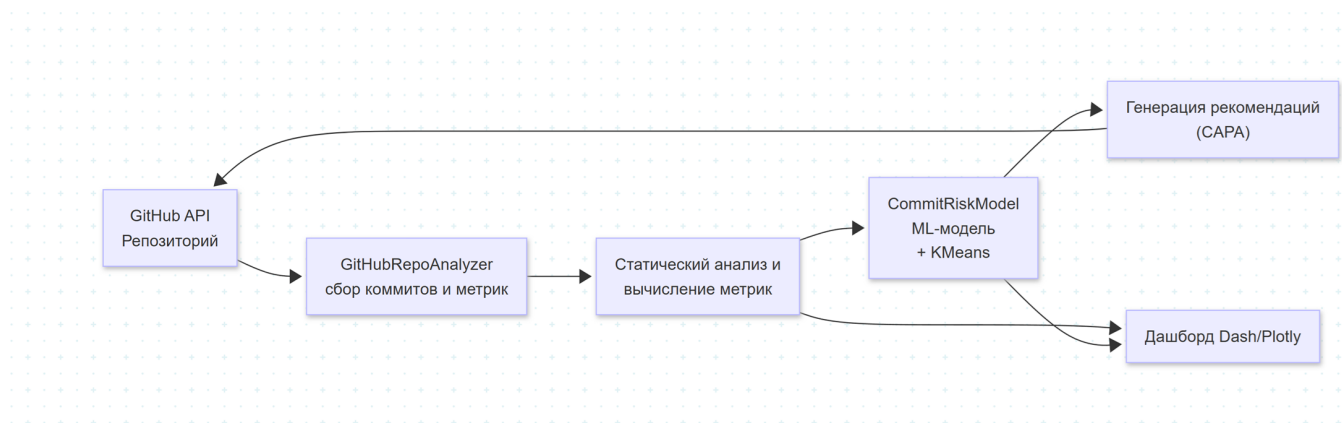 Генерация рекомендаций
(CAPA)
GitHub API
Репозиторий
CommitRiskModel
ML-модель
+ KMeans
GitHubRepoAnalyzer
сбор коммитов и метрик
Статический анализ и
вычисление метрик
Дашборд Dash/Plotly